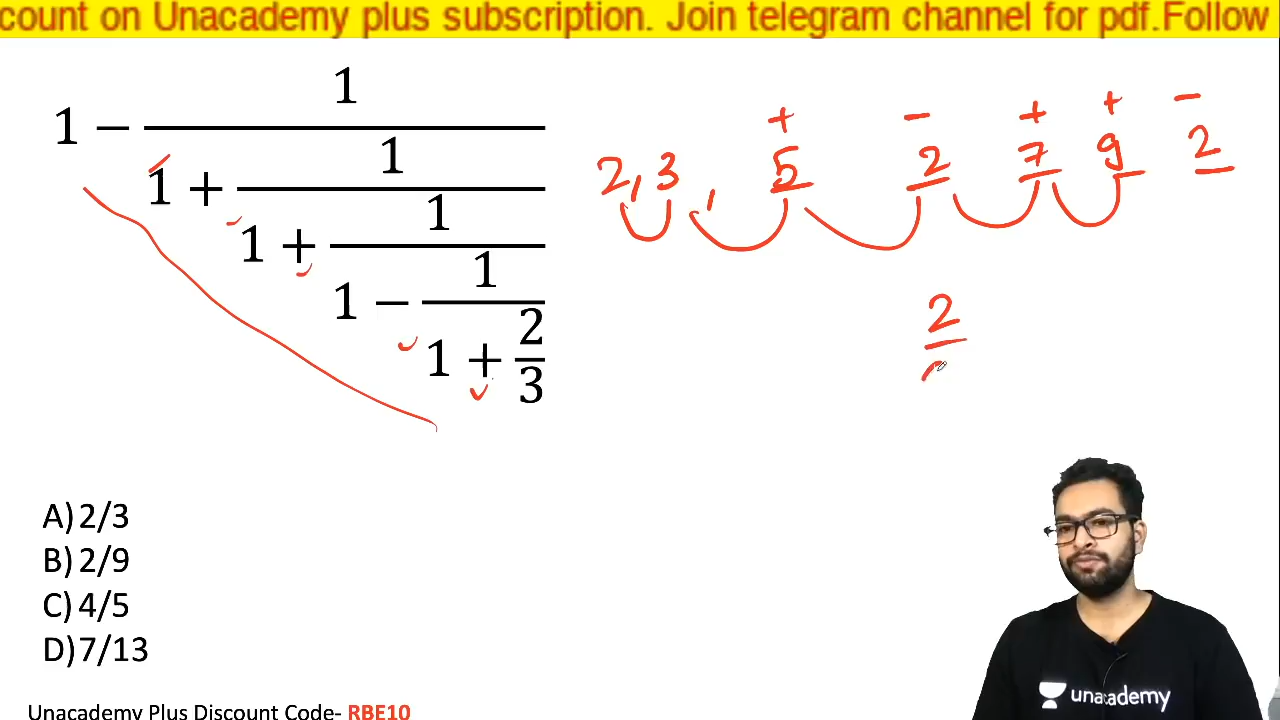 count on Unacademy plus subscription. Join telegram channel for pdf.Follow
1 − 1
1 + 1
1 + 1
1 − 1
1 + 2/3
+ − + + −
2, 3, 5 2 7 9 2
2
A) 2/3
B) 2/9
C) 4/5
D) 7/13
unacademy
Unacademy Plus Discount Code- RBE10